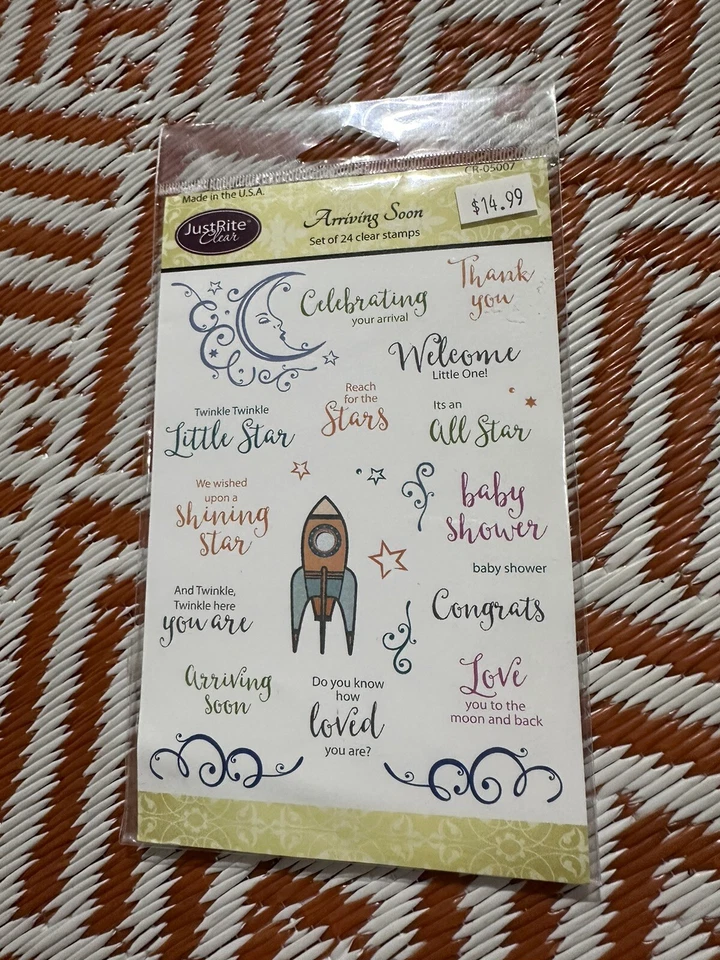 CR-05007
Made in the U.S.A.
$14.99
JustRite
Clear
Arriving Soon
Set of 24 clear stamps
Thank
you
Celebrating
your arrival
Welcome
Little One!
Reach
for the
Stars
Twinkle Twinkle
Little Star
Its an
All Star
We wished
upon a
shining
star
baby
shower
baby shower
And Twinkle,
Twinkle here
you are
Congrats
Arriving
soon
Do you know
how
loved
you are?
Love
you to the
moon and back